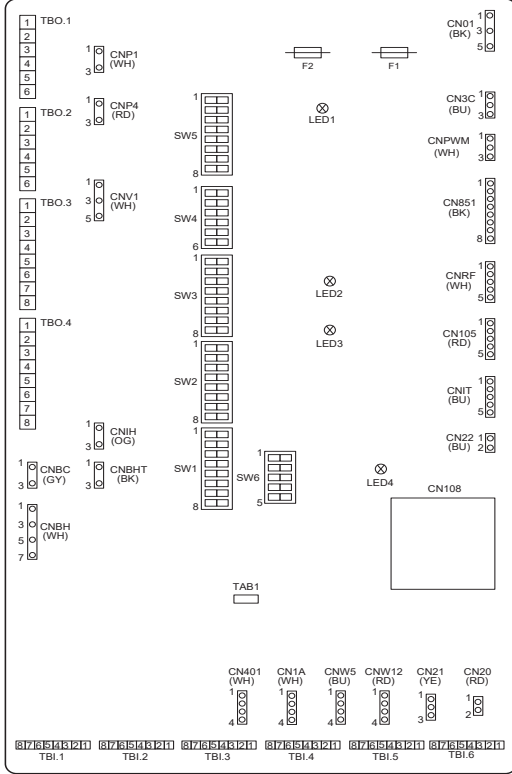 1 TBO.1
2
3
4
5
6
1
3
CNP1
(WH)
1
3
CNP4
(RD)
1 TBO.2
2
3
4
5
6
1
3
5
CNV1
(WH)
1 TBO.3
2
3
4
5
6
7
8
1 TBO.4
2
3
4
5
6
7
8
1
3
CNIH
(OG)
1
3
CNBC
(GY)
1
3
CNBHT
(BK)
1
3
5
7
CNBH
(WH)
1
SW5
8
1
SW4
6
1
SW3
8
1
SW2
8
1
SW1
8
1
SW6
5
F2
F1
LED1
LED2
LED3
LED4
CN01
(BK)
1
3
5
CN3C
(BU)
1
3
CNPWM
(WH)
1
3
CN851
(BK)
1
8
CNRF
(WH)
1
5
CN105
(RD)
1
5
CNIT
(BU)
1
5
CN22
(BU)
1
2
CN108
TAB1
CN401
(WH)
1
4
CN1A
(WH)
1
4
CNW5
(BU)
1
4
CNW12
(RD)
1
4
CN21
(YE)
1
3
CN20
(RD)
1
2
8 7 6 5 4 3 2 1
TBI.1
8 7 6 5 4 3 2 1
TBI.2
8 7 6 5 4 3 2 1
TBI.3
8 7 6 5 4 3 2 1
TBI.4
8 7 6 5 4 3 2 1
TBI.5
8 7 6 5 4 3 2 1
TBI.6